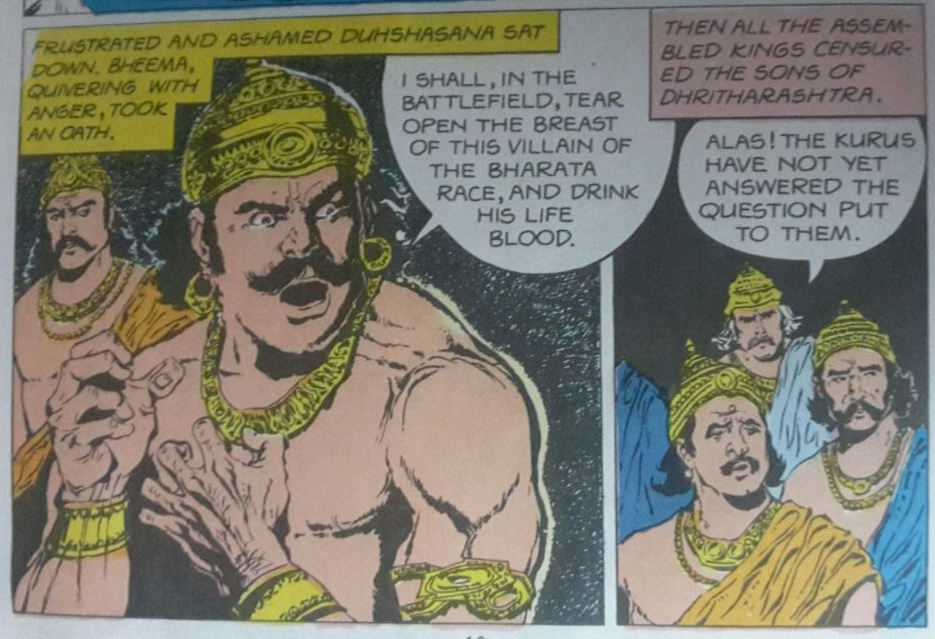 FRUSTRATED AND ASHAMED DUHSHASANA SAT
DOWN. BHEEMA,
QUIVERING WITH
ANGER, TOOK
AN OATH.
I SHALL, IN THE
BATTLEFIELD, TEAR
OPEN THE BREAST
OF THIS VILLAIN OF
THE BHARATA
RACE, AND DRINK
HIS LIFE
BLOOD.
THEN ALL THE ASSEM-
BLED KINGS CENSUR-
ED THE SONS OF
DHRITHARASHTRA.
ALAS! THE KURUS
HAVE NOT YET
ANSWERED THE
QUESTION PUT
TO THEM.